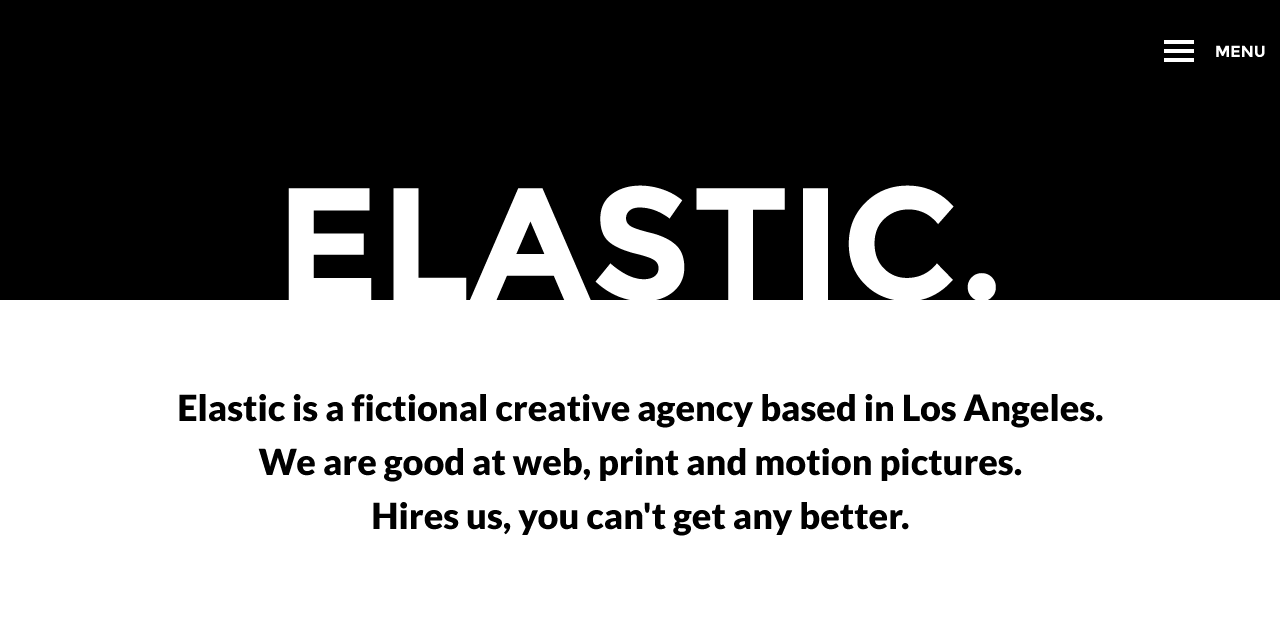 MENU
ELASTIC.
Elastic is a fictional creative agency based in Los Angeles.
We are good at web, print and motion pictures.
Hires us, you can't get any better.